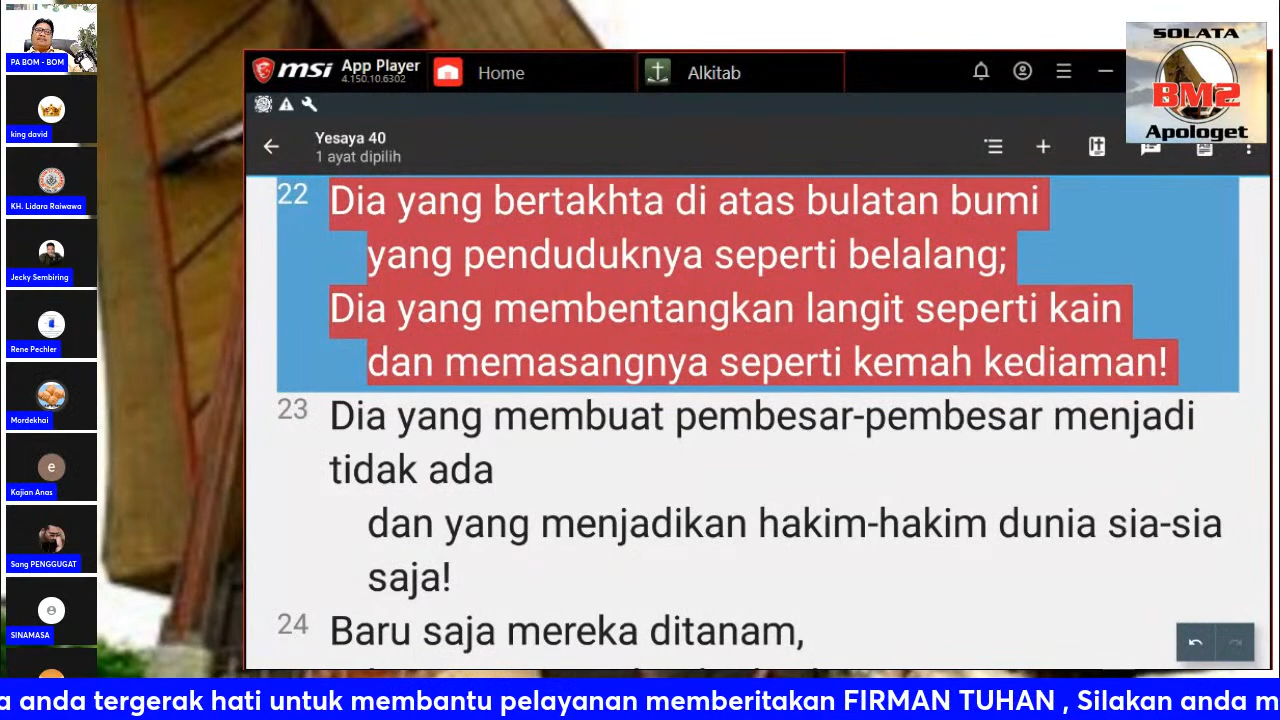 PA BOM - BOM
king david
KH. Lidara Raiwawa
Jecky Sembiring
Rene Pechler
Mordekhai
e
Kajian Anas
Sang PENGGUGAT
SINAMASA
msi App Player
4.150.10.6302
Home
Alkitab
SOLATA
BM2
Apologet
Yesaya 40
1 ayat dipilih
22 Dia yang bertakhta di atas bulatan bumi
yang penduduknya seperti belalang;
Dia yang membentangkan langit seperti kain
dan memasangnya seperti kemah kediaman!
23 Dia yang membuat pembesar-pembesar menjadi
tidak ada
dan yang menjadikan hakim-hakim dunia sia-sia
saja!
24 Baru saja mereka ditanam,
a anda tergerak hati untuk membantu pelayanan memberitakan FIRMAN TUHAN , Silakan anda m